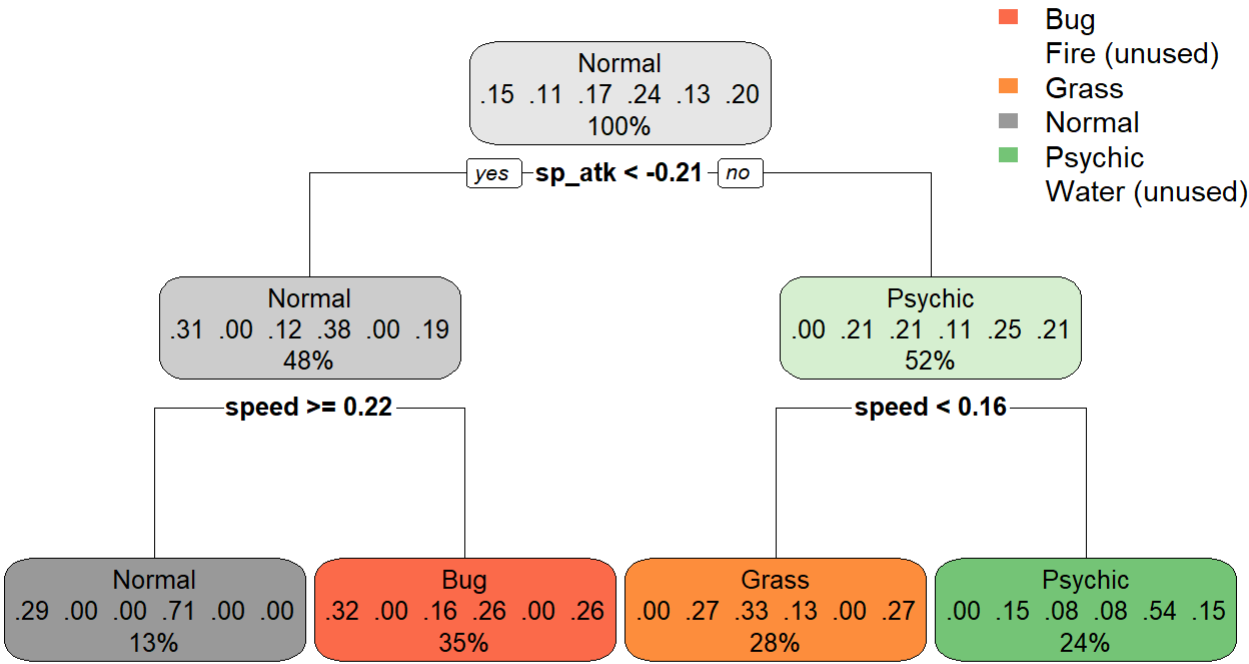 Bug
Fire (unused)
Grass
Normal
Psychic
Water (unused)
Normal
.15 .11 .17 .24 .13 .20
100%
yes sp_atk < -0.21 no
Normal
.31 .00 .12 .38 .00 .19
48%
Psychic
.00 .21 .21 .11 .25 .21
52%
speed >= 0.22
speed < 0.16
Normal
.29 .00 .00 .71 .00 .00
13%
Bug
.32 .00 .16 .26 .00 .26
35%
Grass
.00 .27 .33 .13 .00 .27
28%
Psychic
.00 .15 .08 .08 .54 .15
24%